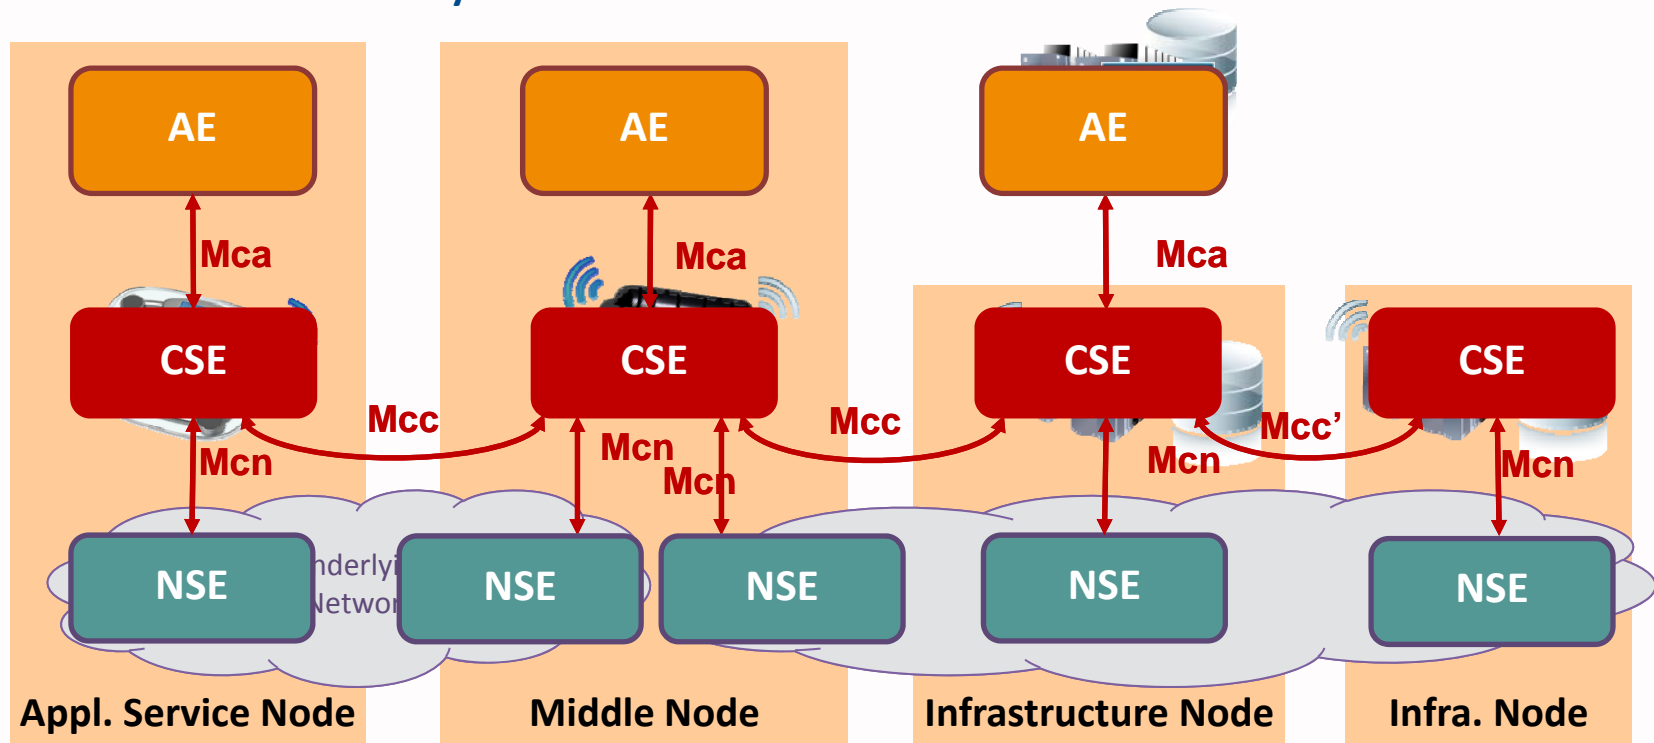 AE
AE
AE
Mca
Mca
Mca
CSE
CSE
CSE
CSE
Mcc
Mcc
Mcc’
Mcn
Mcn
Mcn
Mcn
Mcn
NSE
NSE
NSE
NSE
NSE
Appl. Service Node
Middle Node
Infrastructure Node
Infra. Node